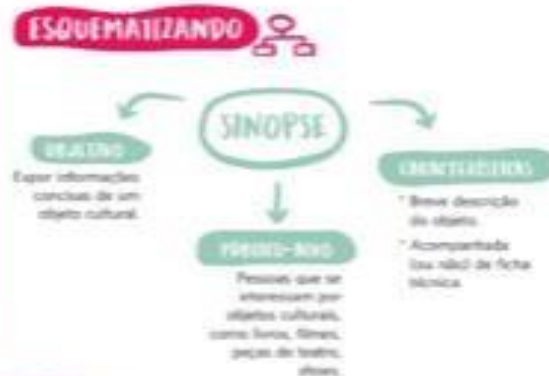 ESQUEMATIZANDO
SINOPSE
OBJETIVO
Expor informações
concisas de um
objeto cultural.
PÚBLICO-ALVO
Pessoas que se
interessam por
objetos culturais,
como livros, filmes,
peças de teatro,
shows.
CARACTERÍSTICAS
* Breve descrição
do objeto.
* Acompanhada
(ou não) de ficha
técnica.